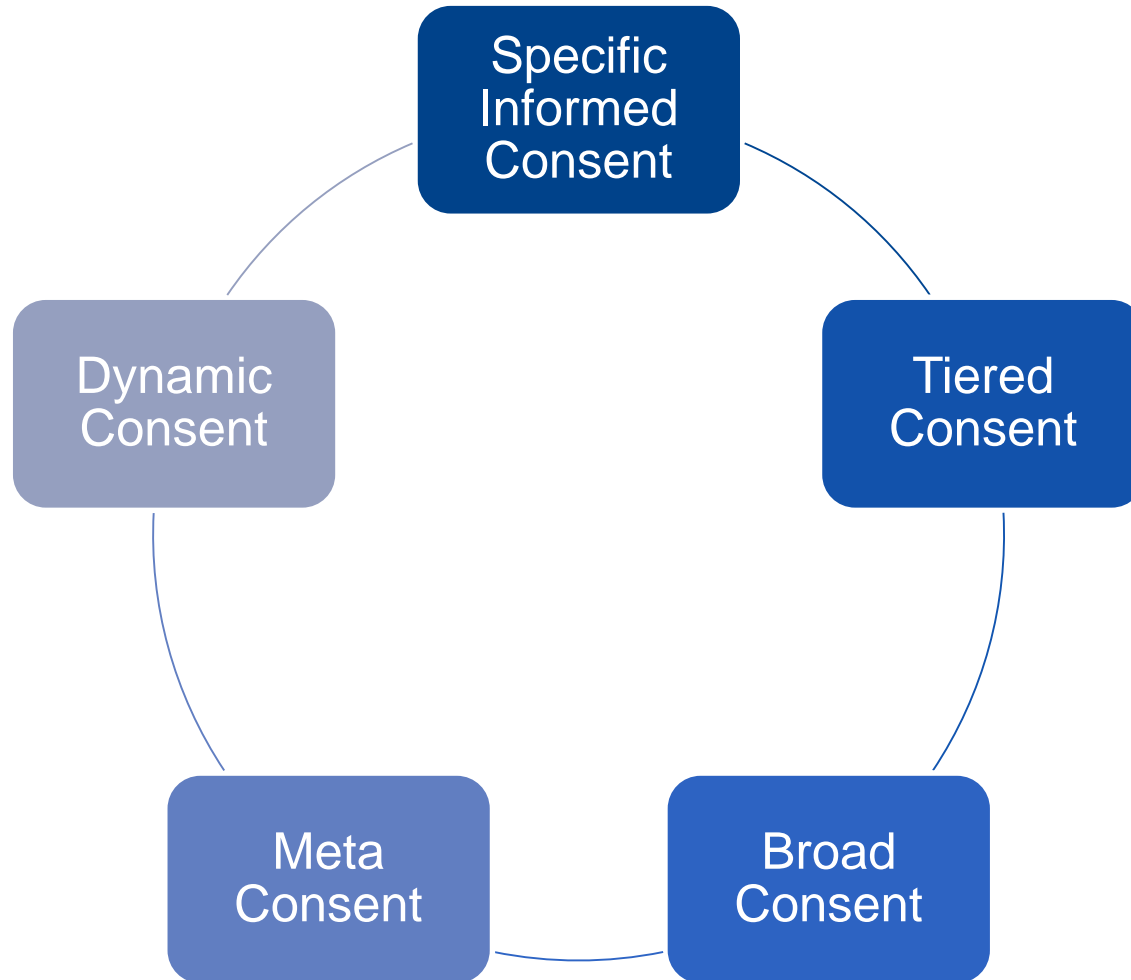 Specific
Informed
Consent
Tiered
Consent
Broad
Consent
Meta
Consent
Dynamic
Consent